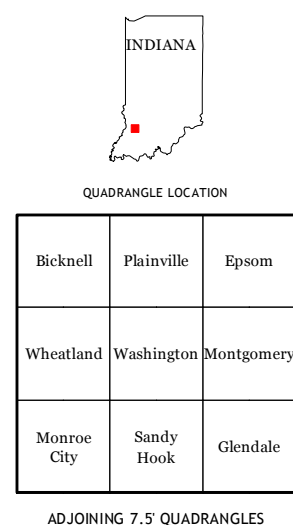 INDIANA
QUADRANGLE LOCATION
Bicknell
Plainville
Epsom
Wheatland
Washington
Montgomery
Monroe
City
Sandy
Hook
Glendale
ADJOINING 7.5' QUADRANGLES